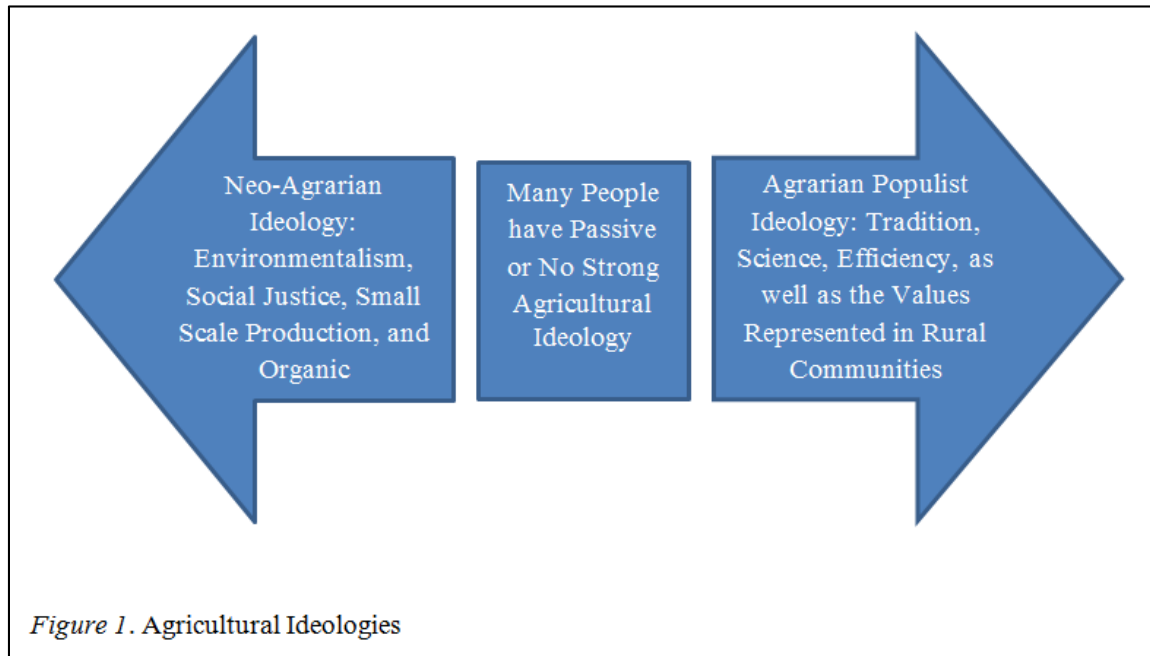 Neo-Agrarian
Ideology:
Environmentalism,
Social Justice, Small
Scale Production, and
Organic
Many People
have Passive
or No Strong
Agricultural
Ideology
Agrarian Populist
Ideology: Tradition,
Science, Efficiency, as
well as the Values
Represented in Rural
Communities
Figure 1. Agricultural Ideologies